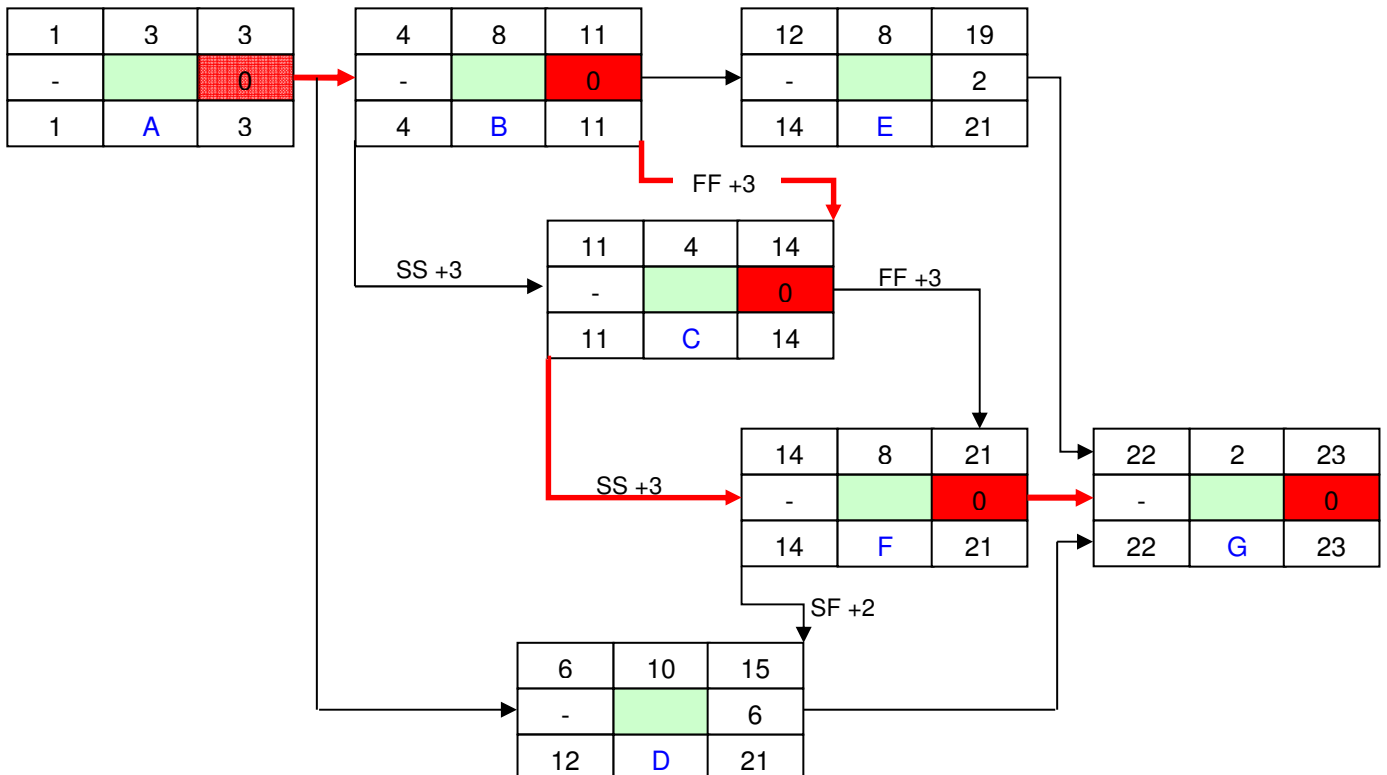 1 3 3
- 0
1 A 3
4 8 11
- 0
4 B 11
12 8 19
- 2
14 E 21
FF +3
SS +3
11 4 14
- 0
11 C 14
FF +3
SS +3
14 8 21
- 0
14 F 21
22 2 23
- 0
22 G 23
SF +2
6 10 15
- 6
12 D 21